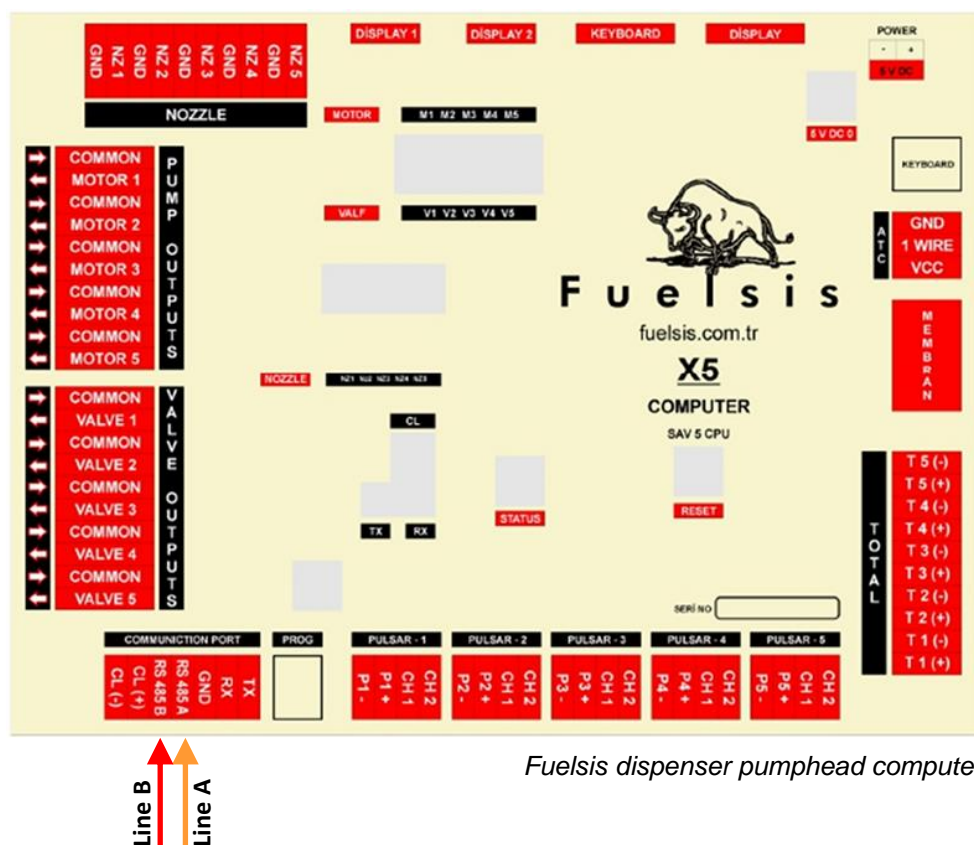 DİSPLAY 1
DİSPLAY 2
KEYBOARD
DİSPLAY
POWER
- +
6 V DC
GND
NZ 1
GND
NZ 2
GND
NZ 3
GND
NZ 4
GND
NZ 5
NOZZLE
MOTOR
M1 M2 M3 M4 M5
6 V DC 0
KEYBOARD
COMMON
MOTOR 1
COMMON
MOTOR 2
COMMON
MOTOR 3
COMMON
MOTOR 4
COMMON
MOTOR 5
PUMP OUTPUTS
VALF
V1 V2 V3 V4 V5
ATC
GND
1 WIRE
VCC
Fuelsis
fuelsis.com.tr
X5
COMPUTER
SAV 5 CPU
MEMBRAN
NOZZLE
NZ1 NZ2 NZ3 NZ4 NZ5
COMMON
VALVE 1
COMMON
VALVE 2
COMMON
VALVE 3
COMMON
VALVE 4
COMMON
VALVE 5
VALVE OUTPUTS
CL
TX
RX
STATUS
RESET
TOTAL
T 5 (-)
T 5 (+)
T 4 (-)
T 4 (+)
T 3 (-)
T 3 (+)
T 2 (-)
T 2 (+)
T 1 (-)
T 1 (+)
SERİ NO
COMMUNICTION PORT
PROG
PULSAR - 1
PULSAR - 2
PULSAR - 3
PULSAR - 4
PULSAR - 5
CL (-)
CL (+)
RS 485 B
RS 485 A
GND
RX
TX
P1 -
P1 +
CH 1
CH 2
P2 -
P2 +
CH 1
CH 2
P3 -
P3 +
CH 1
CH 2
P4 -
P4 +
CH 1
CH 2
P5 -
P5 +
CH 1
CH 2
Line B
Line A
Fuelsis dispenser pumphead compute